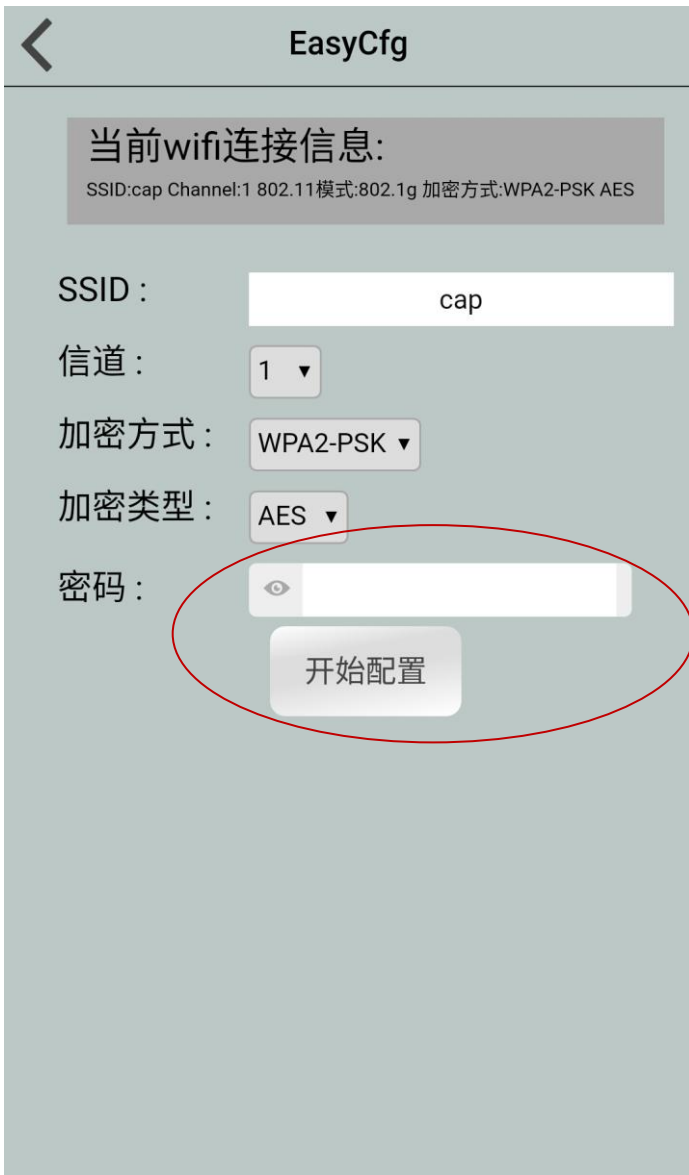 EasyCfg
当前wifi连接信息:
SSID:cap Channel:1 802.11模式:802.1g 加密方式:WPA2-PSK AES
SSID : cap
信道 : 1
加密方式 : WPA2-PSK
加密类型 : AES
密码 :
开始配置